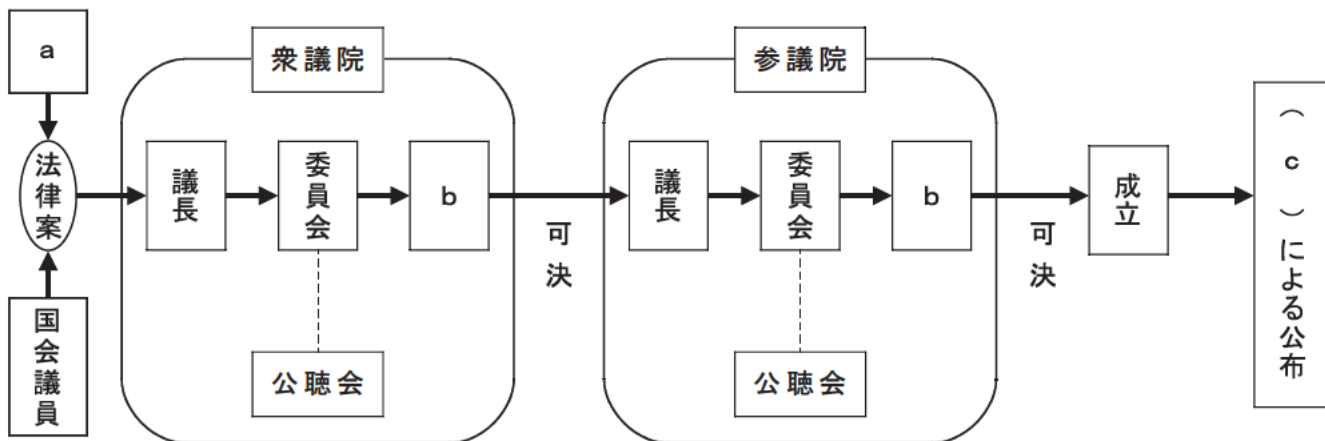 a
法律案
国会議員
衆議院
議長
委員会
b
公聴会
可決
参議院
議長
委員会
b
公聴会
可決
成立
（ c ）による公布